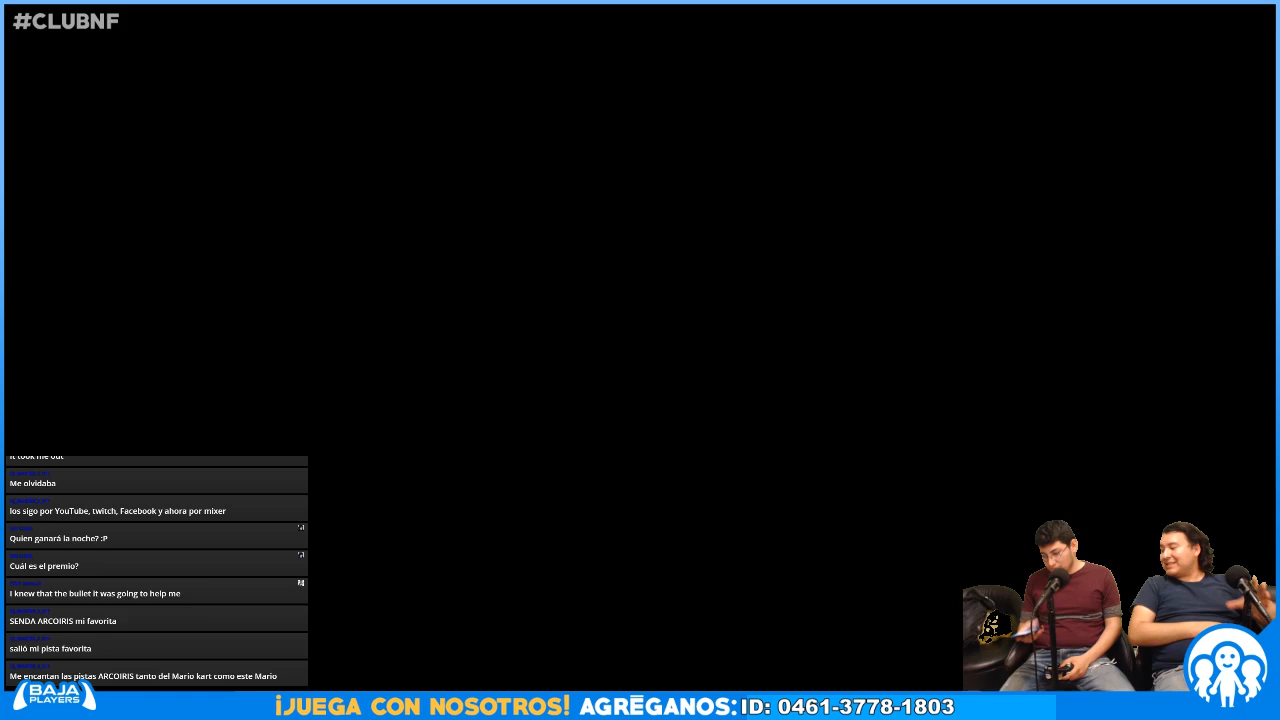 #CLUBNF
It took me out
Me olvidaba
los sigo por YouTube, twitch, Facebook y ahora por mixer
Quien ganará la noche? :P
Cuál es el premio?
I knew that the bullet it was going to help me
SENDA ARCOIRIS mi favorita
salió mi pista favorita
Me encantan las pistas ARCOIRIS tanto del Mario kart como este Mario
BAJA
PLAYERS
¡JUEGA CON NOSOTROS! AGRÉGANOS: ID: 0461-3778-1803